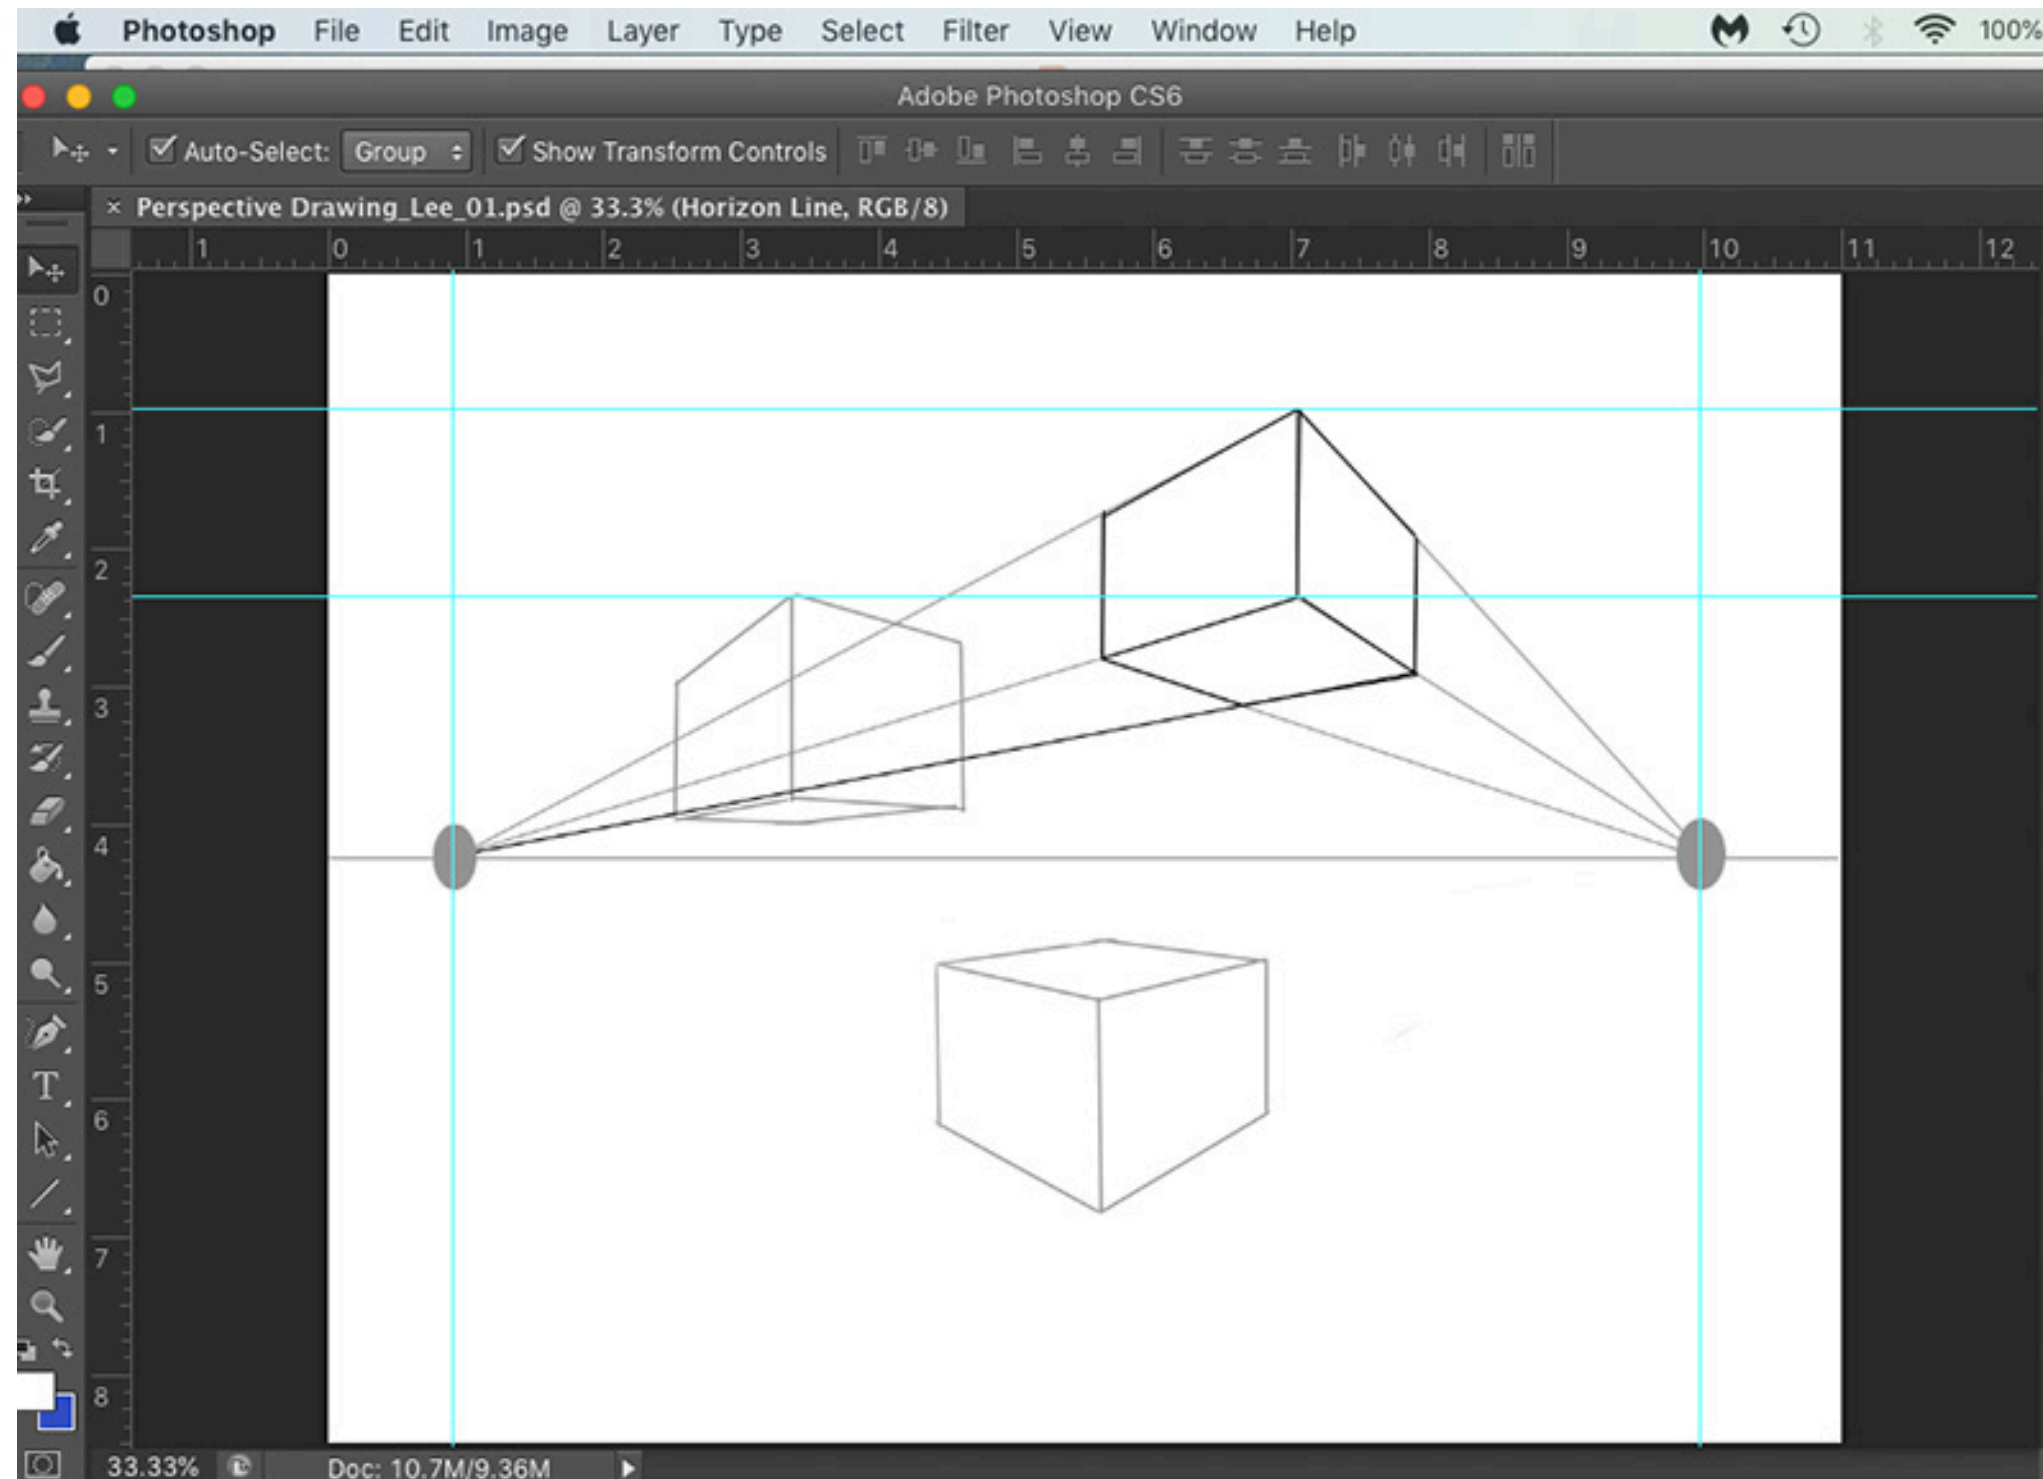 Photoshop File Edit Image Layer Type Select Filter View Window Help 100%
Adobe Photoshop CS6
Auto-Select: Group Show Transform Controls
× Perspective Drawing_Lee_01.psd @ 33.3% (Horizon Line, RGB/8)
1 0 1 2 3 4 5 6 7 8 9 10 11 12
0
1
2
3
4
5
6
7
8
33.33% Doc: 10.7M/9.36M